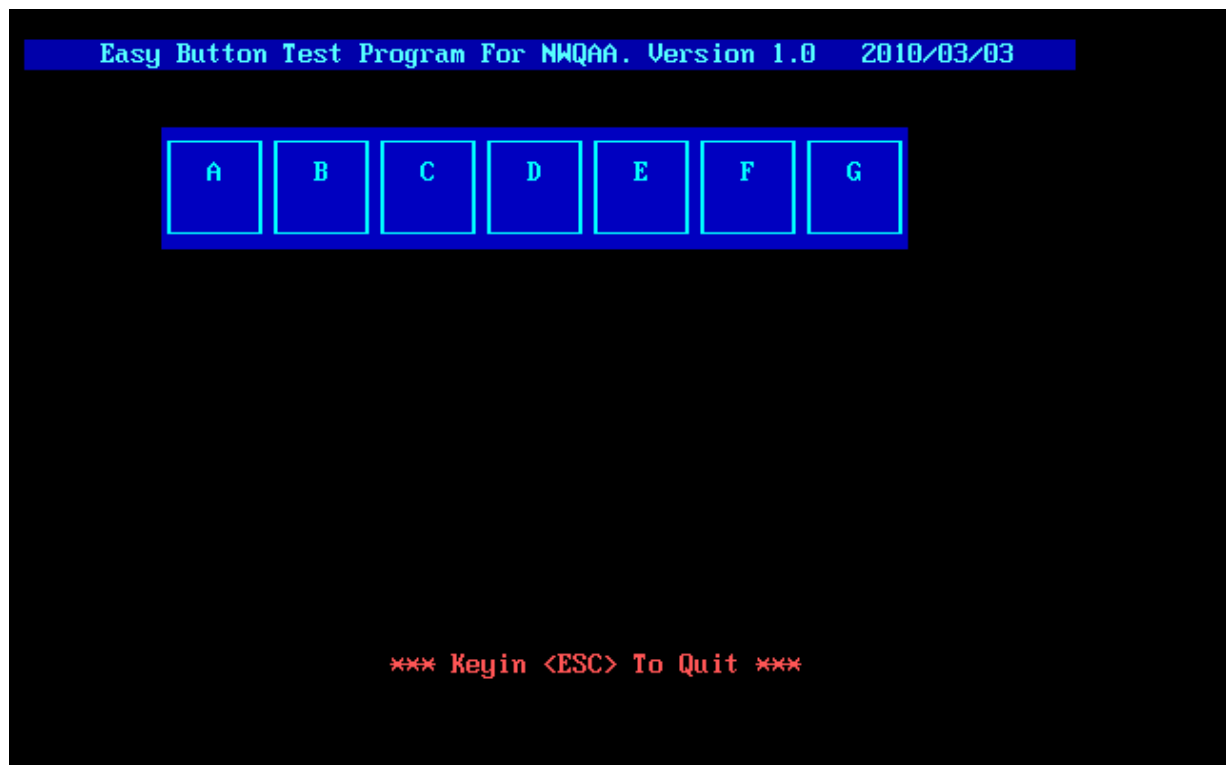 Easy Button Test Program For NWQAA. Version 1.0 2010/03/03
A B C D E F G
*** Keyin <ESC> To Quit ***